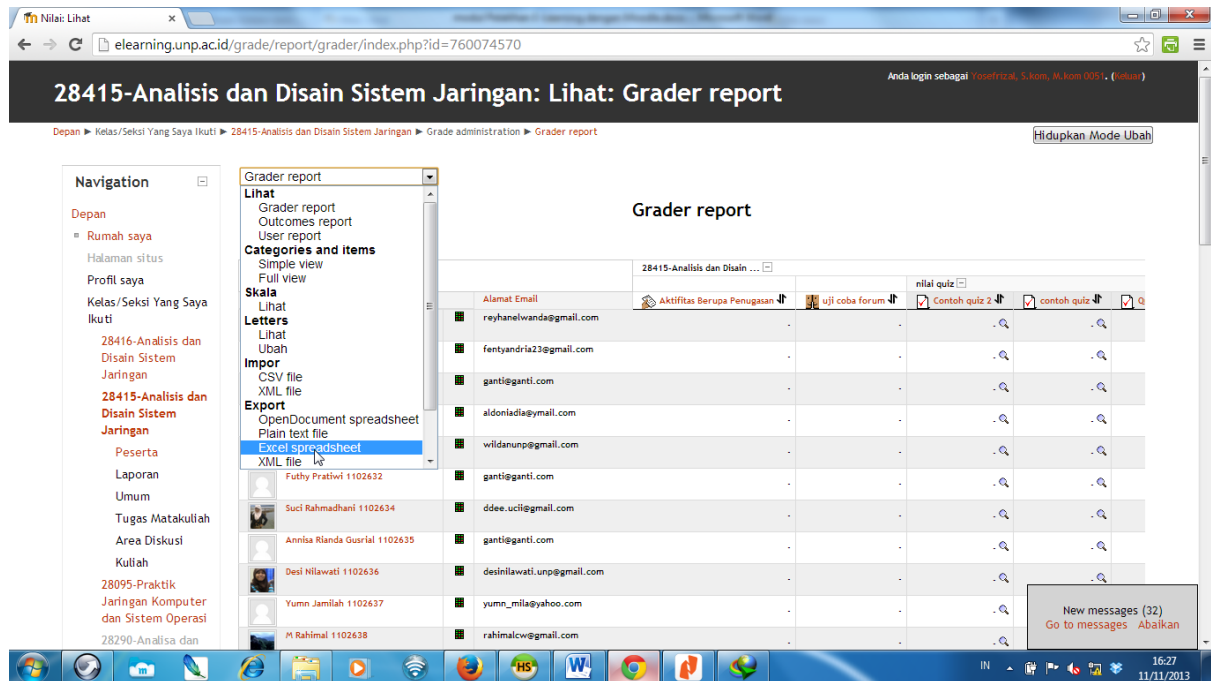 Nilai: Lihat
elearning.unp.ac.id/grade/report/grader/index.php?id=760074570
Anda login sebagai Yosefrizal, S.kom, M.kom 0051. (Keluar)
28415-Analisis dan Disain Sistem Jaringan: Lihat: Grader report
Depan ► Kelas/Seksi Yang Saya Ikuti ► 28415-Analisis dan Disain Sistem Jaringan ► Grade administration ► Grader report
Hidupkan Mode Ubah
Navigation
Depan
Rumah saya
Halaman situs
Profil saya
Kelas/Seksi Yang Saya
Ikuti
28416-Analisis dan
Disain Sistem
Jaringan
28415-Analisis dan
Disain Sistem
Jaringan
Peserta
Laporan
Umum
Tugas Matakuliah
Area Diskusi
Kuliah
28095-Praktik
Jaringan Komputer
dan Sistem Operasi
28290-Analisa dan
Grader report
Lihat
Grader report
Outcomes report
User report
Categories and items
Simple view
Full view
Skala
Lihat
Letters
Lihat
Ubah
Impor
CSV file
XML file
Export
OpenDocument spreadsheet
Plain text file
Excel spreadsheet
XML file
Grader report
28415-Analisis dan Disain ...
nilai quiz
Alamat Email Aktifitas Berupa Penugasan uji coba forum Contoh quiz 2 contoh quiz Q
reyhanelwanda@gmail.com - - - -
fentyandria23@gmail.com - - - -
ganti@ganti.com - - - -
aldoniadia@ymail.com - - - -
wildanunp@gmail.com - - - -
Futhy Pratiwi 1102632 ganti@ganti.com - - - -
Suci Rahmadhani 1102634 ddee.ucii@gmail.com - - - -
Annisa Rianda Gusrial 1102635 ganti@ganti.com - - - -
Desi Nilawati 1102636 desinilawati.unp@gmail.com - - - -
Yumn Jamilah 1102637 yumn_mila@yahoo.com - - -
M Rahimal 1102638 rahimalcw@gmail.com - - -
New messages (32)
Go to messages Abaikan
HS
IN
16:27
11/11/2013